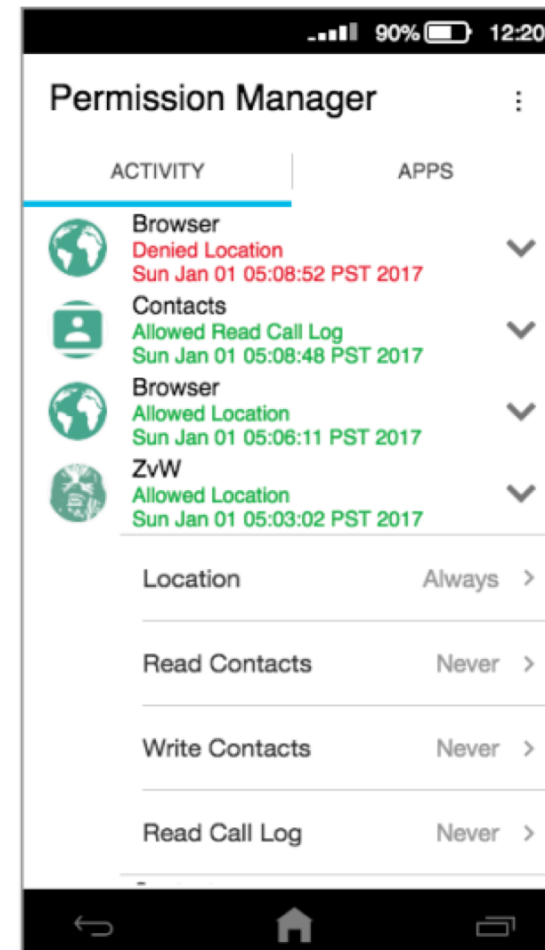 90% 12:20
Permission Manager
ACTIVITY APPS
Browser
Denied Location
Sun Jan 01 05:08:52 PST 2017
Contacts
Allowed Read Call Log
Sun Jan 01 05:08:48 PST 2017
Browser
Allowed Location
Sun Jan 01 05:06:11 PST 2017
ZvW
Allowed Location
Sun Jan 01 05:03:02 PST 2017
Location Always
Read Contacts Never
Write Contacts Never
Read Call Log Never